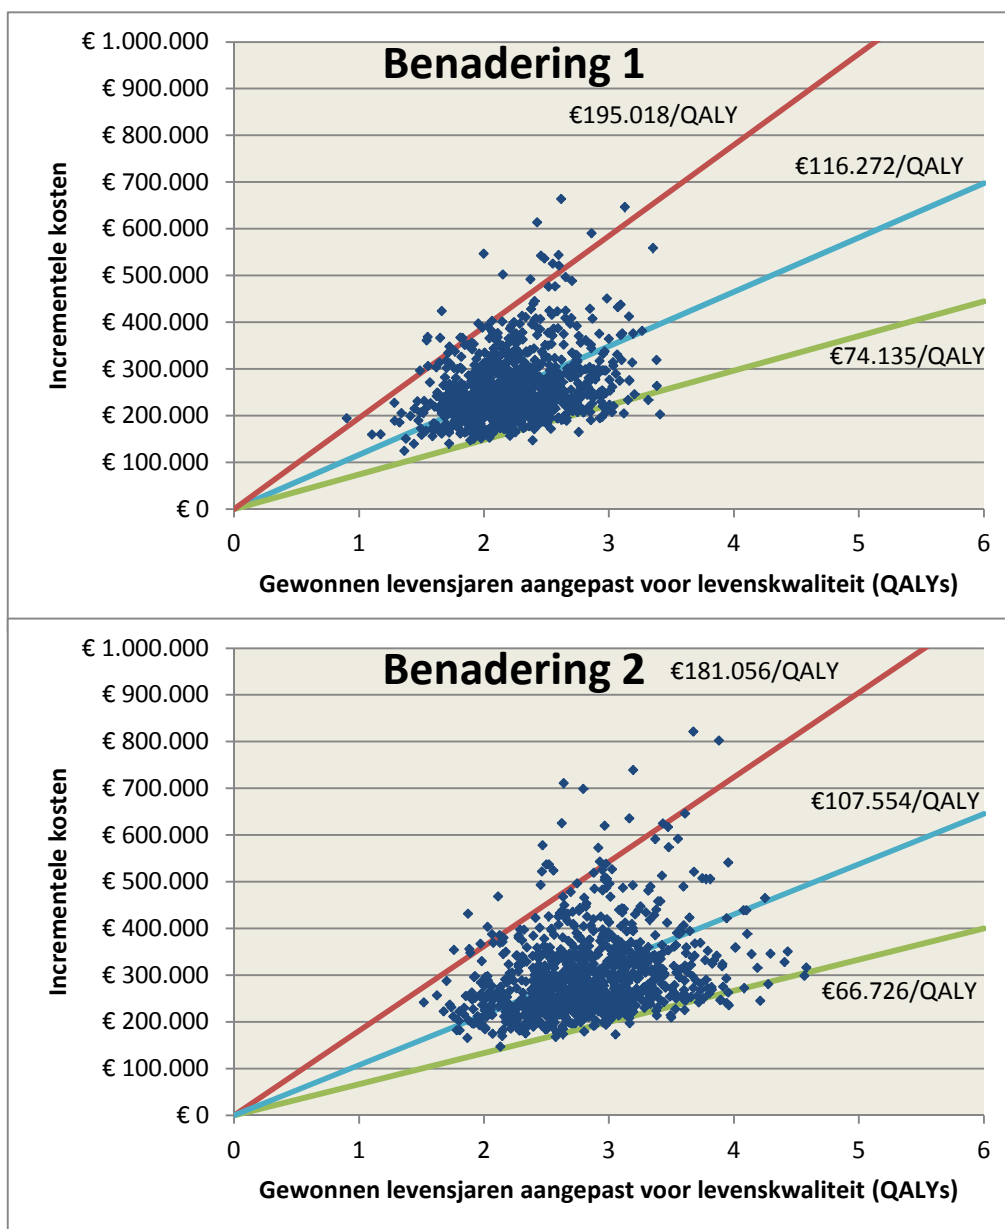 Benadering 1
€ 1.000.000
€ 900.000
€ 800.000
€ 700.000
€ 600.000
€ 500.000
€ 400.000
€ 300.000
€ 200.000
€ 100.000
€ 0
Incrementele kosten
€195.018/QALY
€116.272/QALY
€74.135/QALY
0 1 2 3 4 5 6
Gewonnen levensjaren aangepast voor levenskwaliteit (QALYs)
Benadering 2
€ 1.000.000
€ 900.000
€ 800.000
€ 700.000
€ 600.000
€ 500.000
€ 400.000
€ 300.000
€ 200.000
€ 100.000
€ 0
Incrementele kosten
€181.056/QALY
€107.554/QALY
€66.726/QALY
0 1 2 3 4 5 6
Gewonnen levensjaren aangepast voor levenskwaliteit (QALYs)